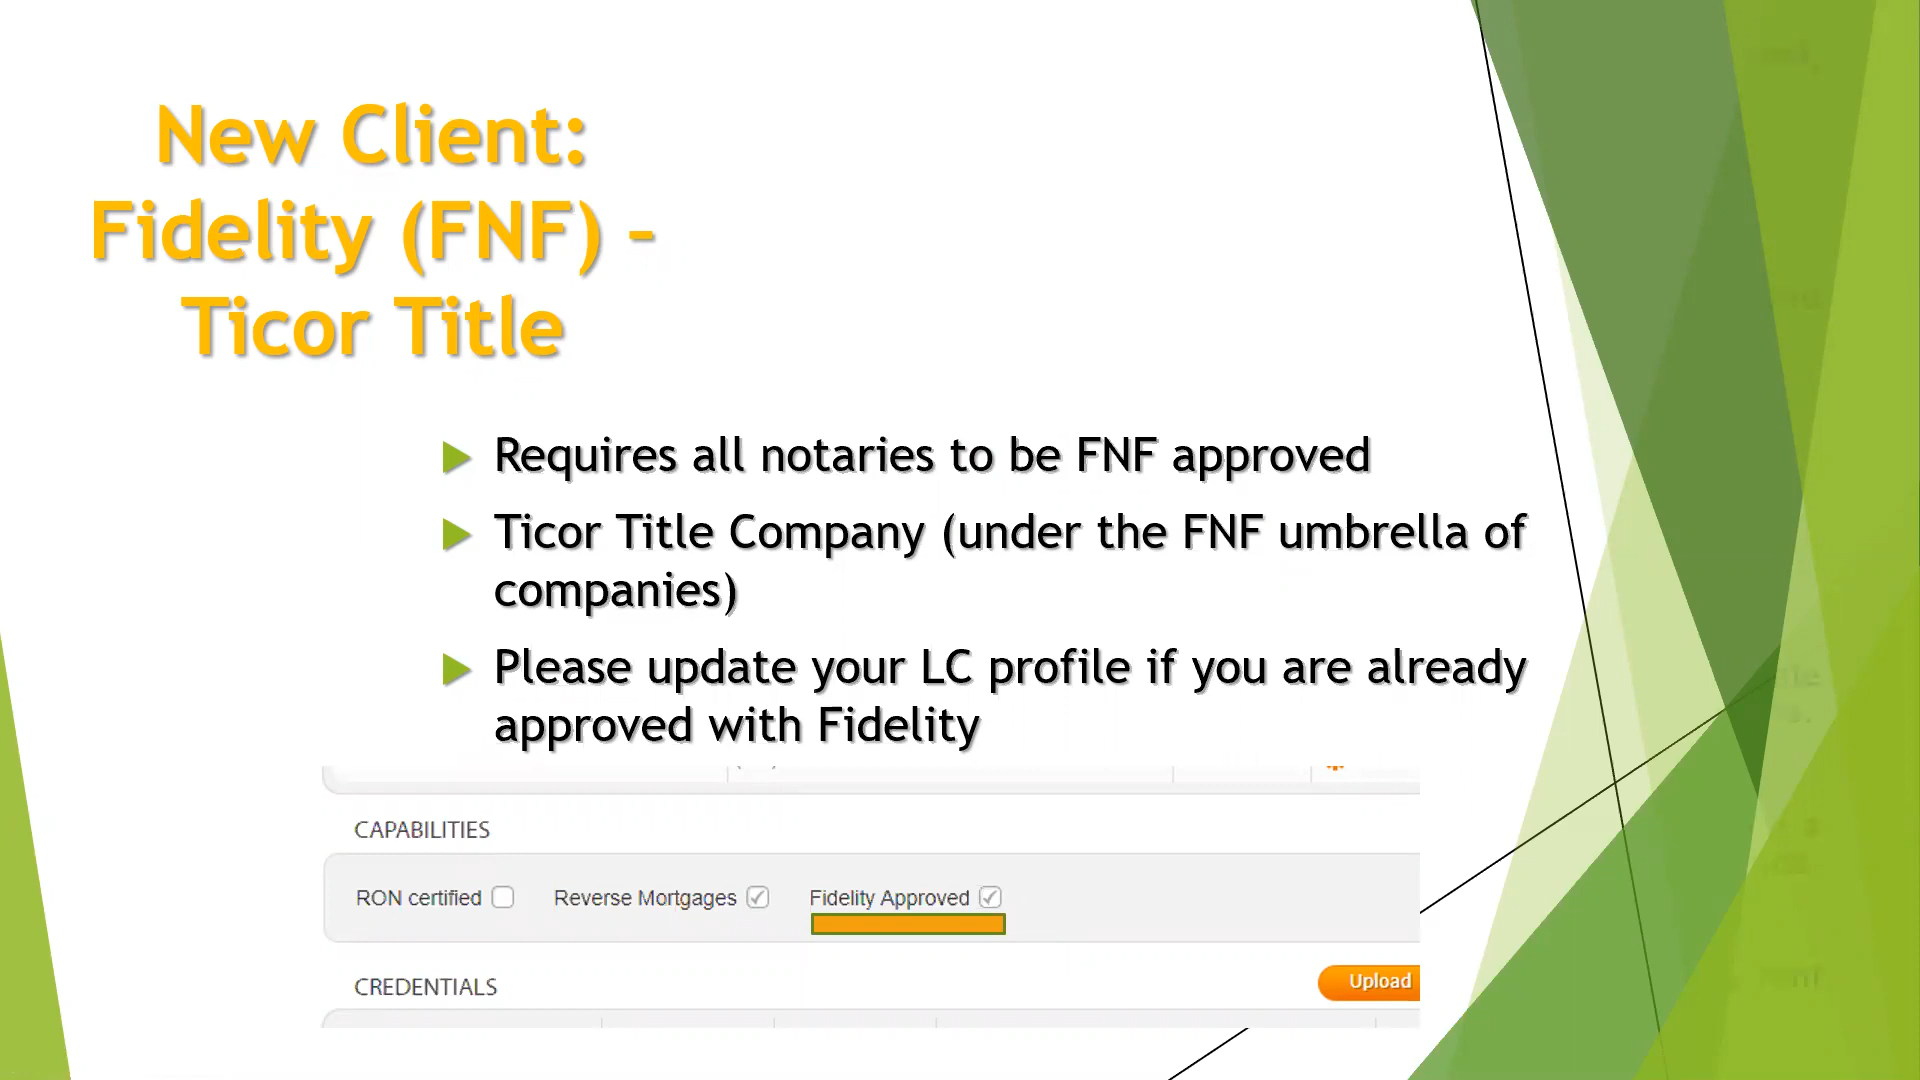 New Client:
Fidelity (FNF) –
Ticor Title
Requires all notaries to be FNF approved
Ticor Title Company (under the FNF umbrella of
companies)
Please update your LC profile if you are already
approved with Fidelity
CAPABILITIES
RON certified
Reverse Mortgages
Fidelity Approved
CREDENTIALS
Upload